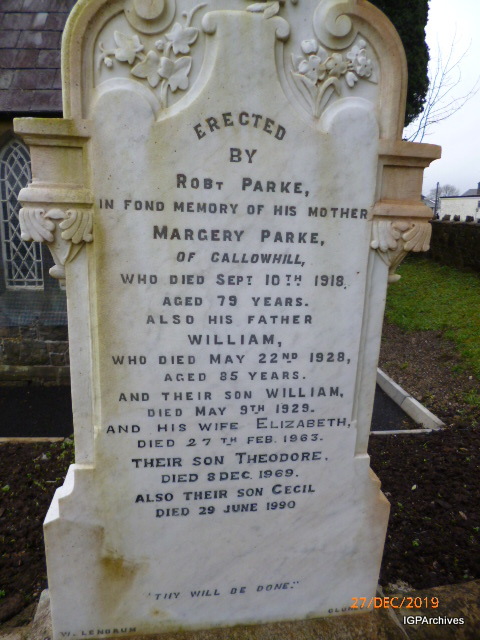 ERECTED
BY
ROBT PARKE,
IN FOND MEMORY OF HIS MOTHER
MARGERY PARKE,
OF CALLOWHILL,
WHO DIED SEPT 10TH 1918.
AGED 79 YEARS.
ALSO HIS FATHER
WILLIAM,
WHO DIED MAY 22ND 1928,
AGED 85 YEARS.
AND THEIR SON WILLIAM,
DIED MAY 9TH 1929.
AND HIS WIFE ELIZABETH,
DIED 27TH FEB. 1963.
THEIR SON THEODORE.
DIED 8 DEC. 1969.
ALSO THEIR SON CECIL
DIED 29 JUNE 1990
"THY WILL BE DONE."
W. LENDRUM
27/DEC/2019
IGPArchives